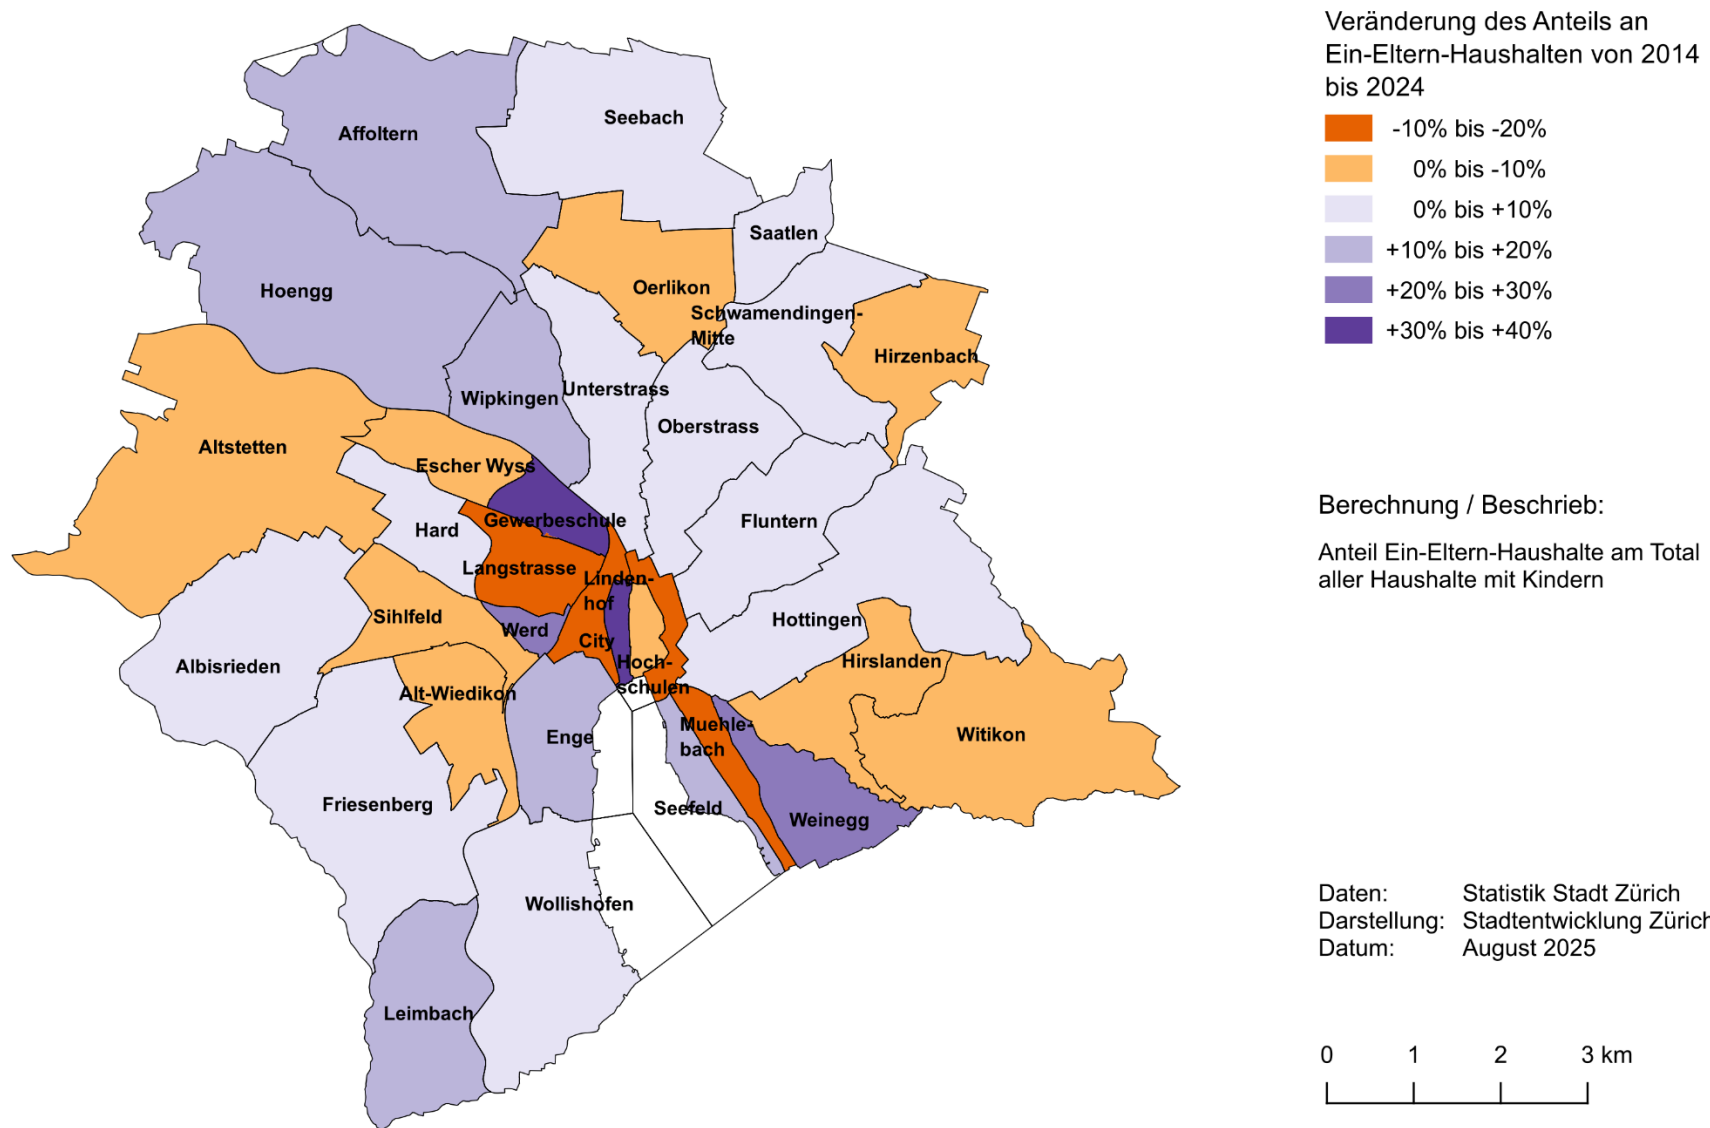 Veränderung des Anteils an
Ein-Eltern-Haushalten von 2014
bis 2024
-10% bis -20%
0% bis -10%
0% bis +10%
+10% bis +20%
+20% bis +30%
+30% bis +40%
Seebach
Affoltern
Saatlen
Oerlikon
Hoengg
Schwamendingen-
Mitte
Hirzenbach
Unterstrass
Wipkingen
Oberstrass
Altstetten
Escher Wyss
Gewerbeschule
Fluntern
Hard
Langstrasse
Linden-
hof
Sihlfeld
Hottingen
Werd
City
Hirslanden
Albisrieden
Hoch-
schulen
Alt-Wiedikon
Muehle-
bach
Enge
Witikon
Friesenberg
Seefeld
Weinegg
Wollishofen
Leimbach
Berechnung / Beschrieb:
Anteil Ein-Eltern-Haushalte am Total
aller Haushalte mit Kindern
Daten: Statistik Stadt Zürich
Darstellung: Stadtentwicklung Zürich
Datum: August 2025
0 1 2 3 km